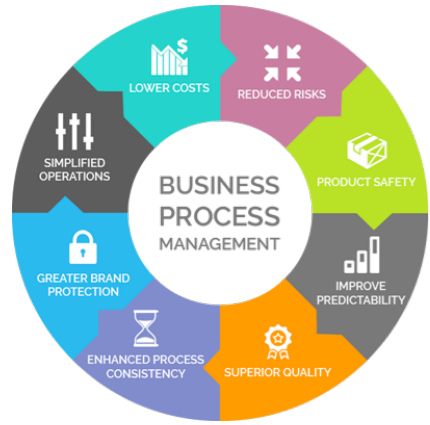 BUSINESS
PROCESS
MANAGEMENT
LOWER COSTS
REDUCED RISKS
PRODUCT SAFETY
IMPROVE
PREDICTABILITY
SUPERIOR QUALITY
ENHANCED PROCESS
CONSISTENCY
GREATER BRAND
PROTECTION
SIMPLIFIED
OPERATIONS